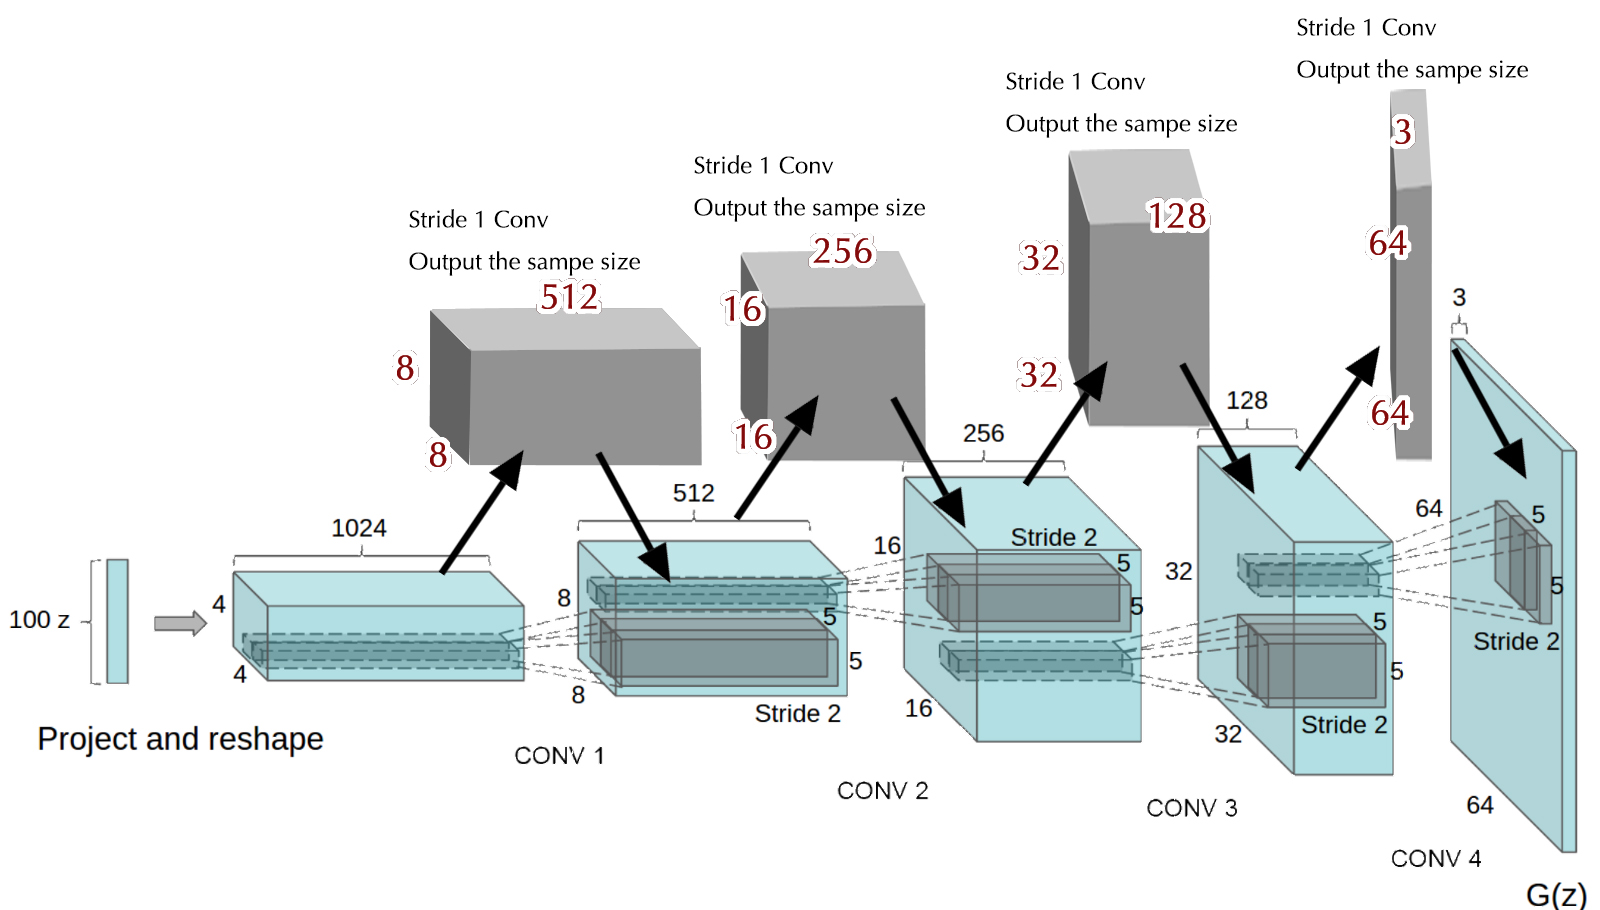 Stride 1 Conv
Output the sampe size
3
64
64
Stride 1 Conv
Output the sampe size
128
32
32
Stride 1 Conv
Output the sampe size
256
16
16
Stride 1 Conv
Output the sampe size
512
8
8
100 z
Project and reshape
1024
4
4
512
8
8
5
5
Stride 2
CONV 1
256
16
16
Stride 2
5
5
CONV 2
128
32
32
5
5
Stride 2
CONV 3
3
64
64
5
5
Stride 2
CONV 4
G(z)